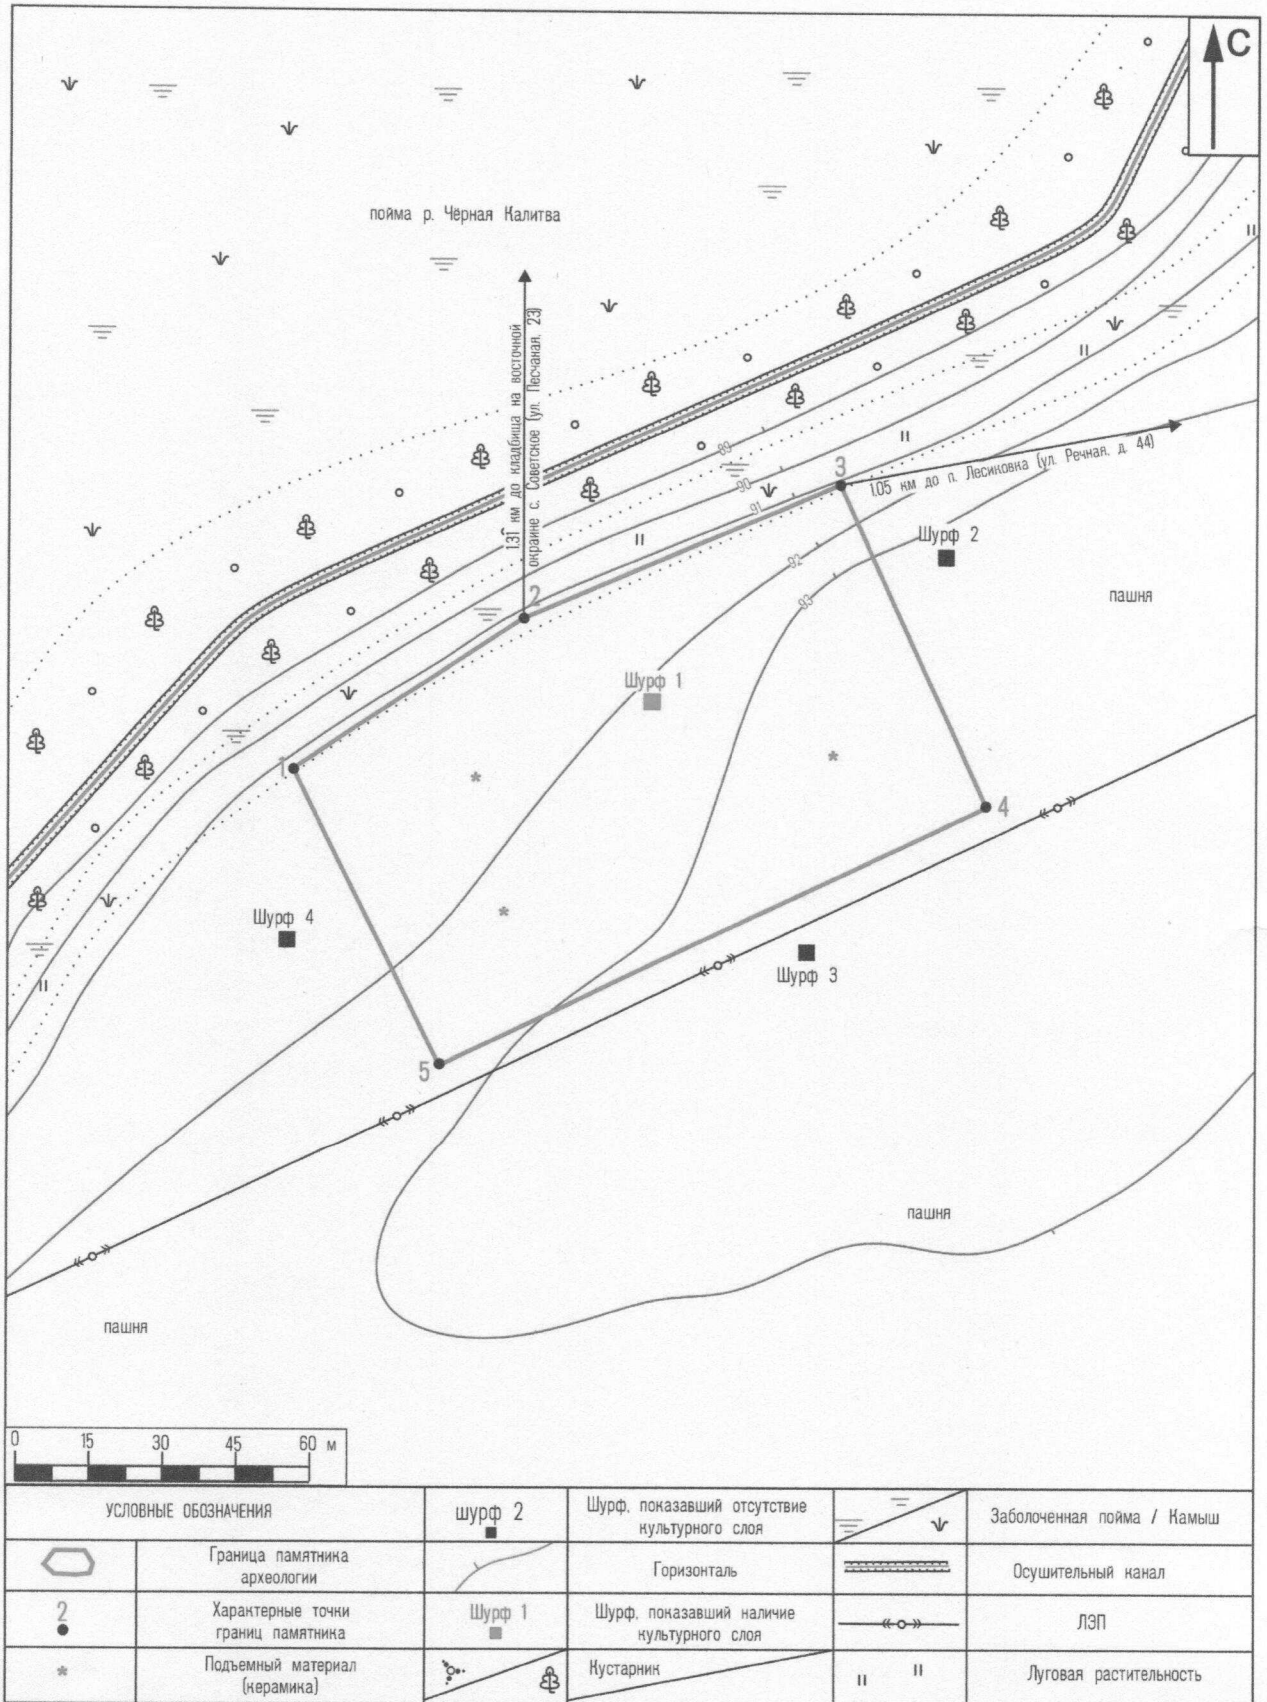 С
пойма р. Чёрная Калитва
1.31 км до кладбища на восточной
окраине с. Советское (ул. Песчаная, 23)
89
90
91
92
93
3
1.05 км до п. Лесиковка (ул. Речная, д. 44)
Шурф 2
2
пашня
Шурф 1
1
4
Шурф 4
Шурф 3
5
пашня
пашня
0 15 30 45 60 м
УСЛОВНЫЕ ОБОЗНАЧЕНИЯ
Граница памятника
археологии
2
Характерные точки
границ памятника
Подъемный материал
(керамика)
шурф 2
Шурф, показавший отсутствие
культурного слоя
Горизонталь
Шурф 1
Шурф, показавший наличие
культурного слоя
Кустарник
Заболоченная пойма / Камыш
Осушительный канал
ЛЭП
Луговая растительность